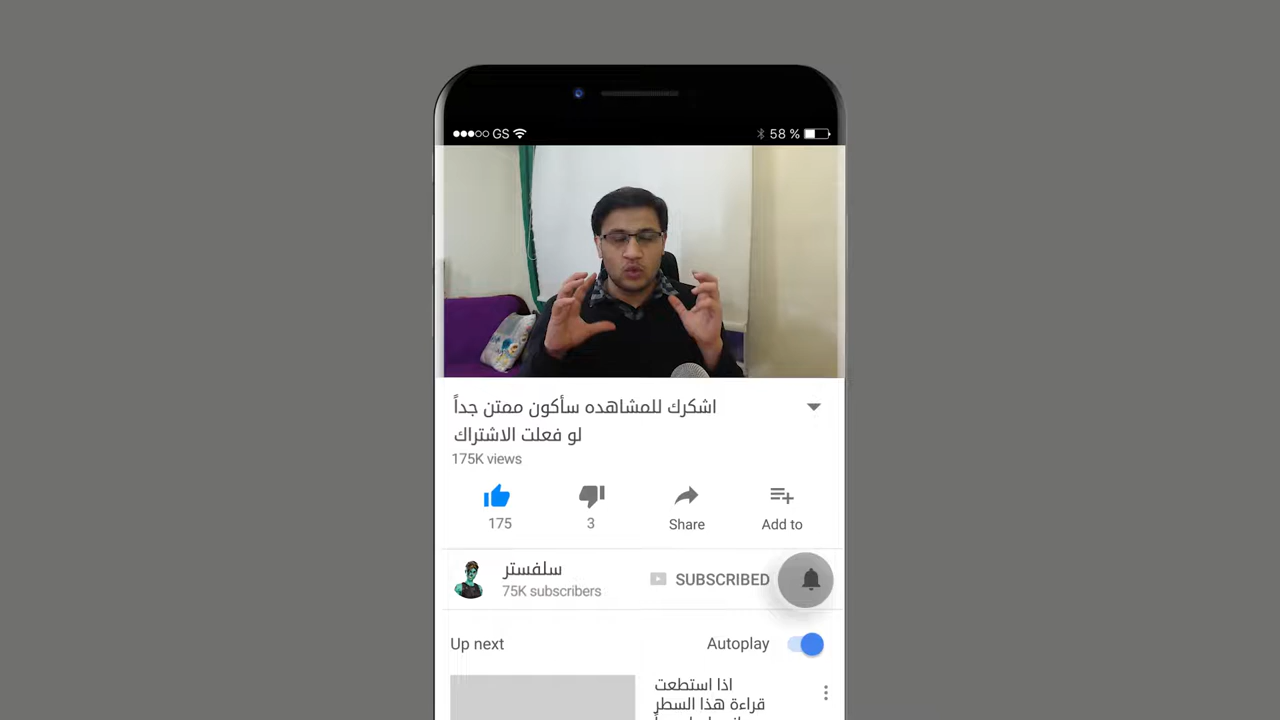 GS
58 %
اشكرك للمشاهده سأكون ممتن جداً
لو فعلت الاشتراك
175K views
175
3
Share
Add to
سلفستر
75K subscribers
SUBSCRIBED
Up next
Autoplay
اذا استطعت
قراءة هذا السطر